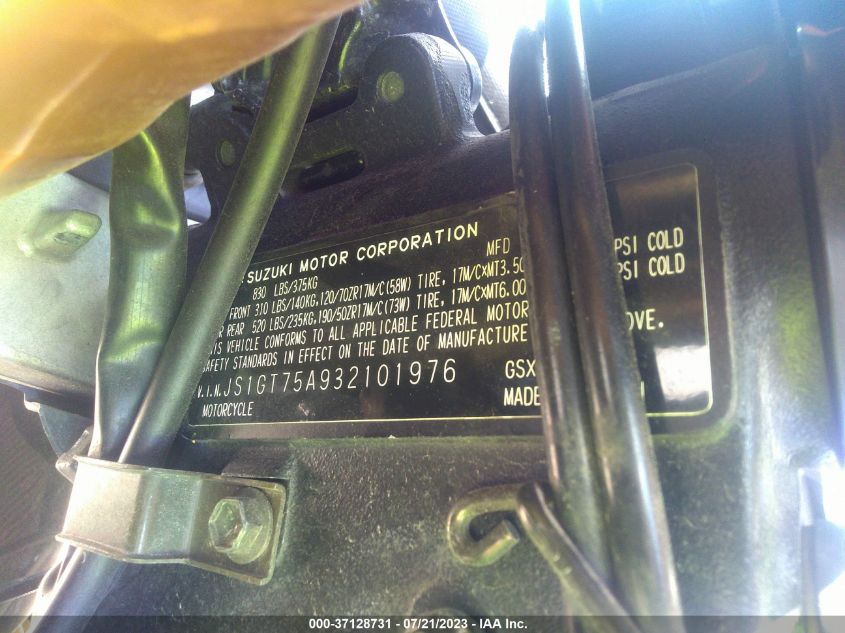 SUZUKI MOTOR CORPORATION MFD
830 LBS/375KG
FRONT 310 LBS/140KG,120/70ZR17M/C(58W) TIRE, 17M/CxMT3.50 PSI COLD
REAR 520 LBS/235KG,190/50ZR17M/C(73W) TIRE, 17M/CxMT6.00 PSI COLD
VEHICLE CONFORMS TO ALL APPLICABLE FEDERAL MOTOR
SAFETY STANDARDS IN EFFECT ON THE DATE OF MANUFACTURE OVE.
V.I.N. JS1GT75A932101976 GSX
MOTORCYCLE MADE
000-37128731 - 07/21/2023 - IAA Inc.